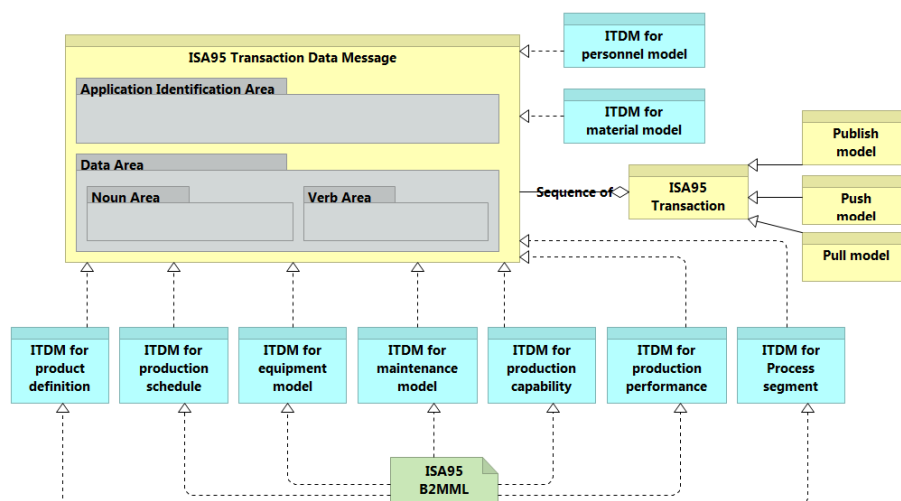 ISA95 Transaction Data Message
Application Identification Area
Data Area
Noun Area
Verb Area
ITDM for
personnel model
ITDM for
material model
Sequence of
ISA95
Transaction
Publish
model
Push
model
Pull model
ITDM for
product
definition
ITDM for
production
schedule
ITDM for
equipment
model
ITDM for
maintenance
model
ITDM for
production
capability
ITDM for
production
performance
ITDM for
Process
segment
ISA95
B2MML